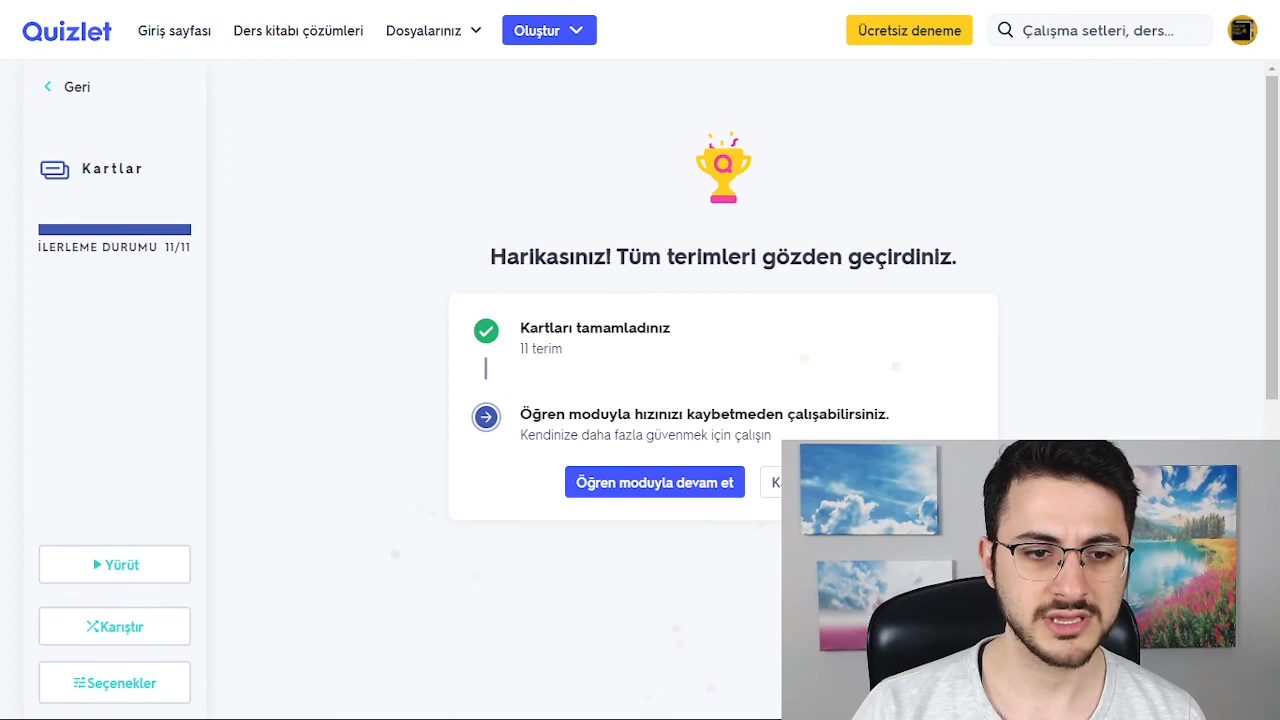 Quizlet
Giriş sayfası
Ders kitabı çözümleri
Dosyalarınız
Oluştur
Ücretsiz deneme
Çalışma setleri, ders...
Geri
Kartlar
İLERLEME DURUMU 11/11
Harikasınız! Tüm terimleri gözden geçirdiniz.
Kartları tamamladınız
11 terim
Öğren moduyla hızınızı kaybetmeden çalışabilirsiniz.
Kendinize daha fazla güvenmek için çalışın
Öğren moduyla devam et
Yürüt
Karıştır
Seçenekler